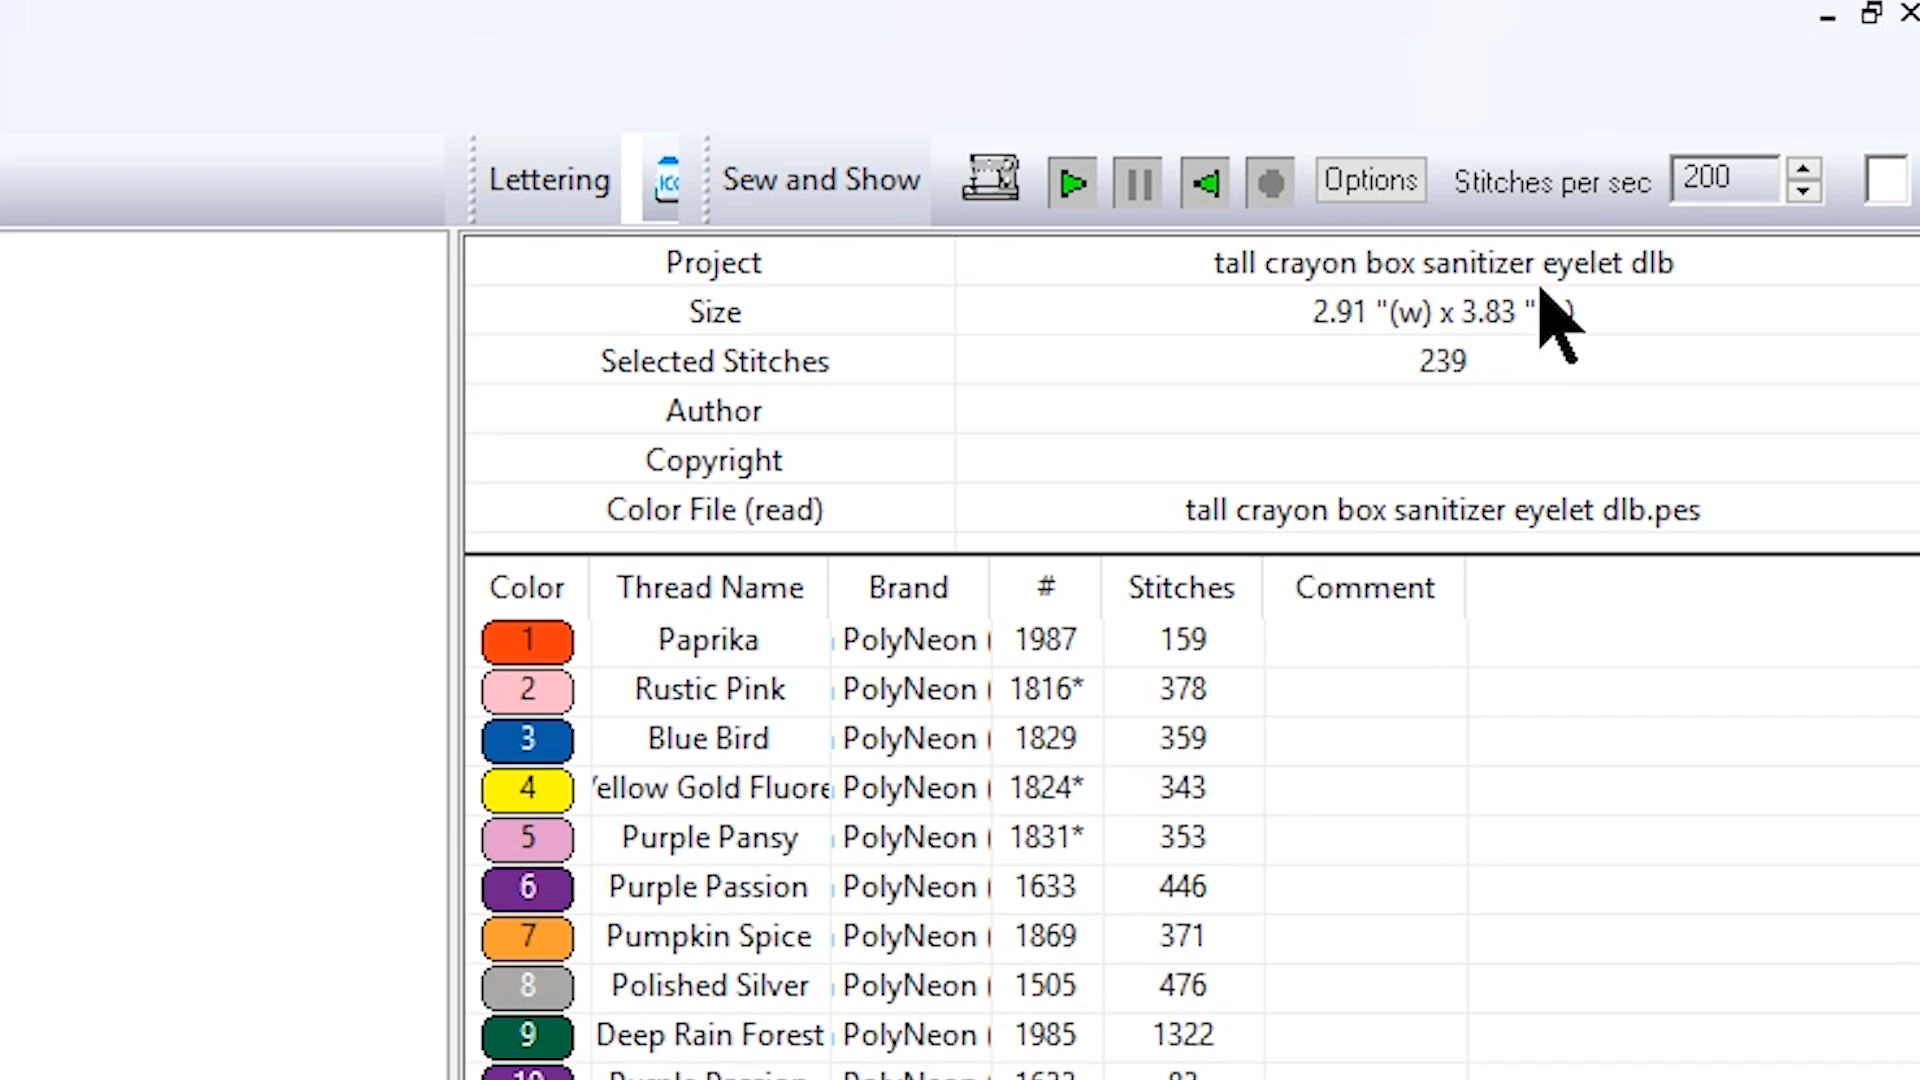 Lettering Sew and Show Options Stitches per sec 200
Project tall crayon box sanitizer eyelet dlb
Size 2.91 "(w) x 3.83 "
Selected Stitches 239
Author
Copyright
Color File (read) tall crayon box sanitizer eyelet dlb.pes
Color Thread Name Brand # Stitches Comment
1 Paprika PolyNeon ( 1987 159
2 Rustic Pink PolyNeon ( 1816* 378
3 Blue Bird PolyNeon ( 1829 359
4 Gold PolyNeon ( 1824* 343
5 Purple Pansy PolyNeon ( 1831* 353
6 Purple Passion PolyNeon ( 1633 446
7 Pumpkin Spice PolyNeon ( 1869 371
8 Polished Silver PolyNeon ( 1505 476
9 Deep Rain Forest PolyNeon ( 1985 1322